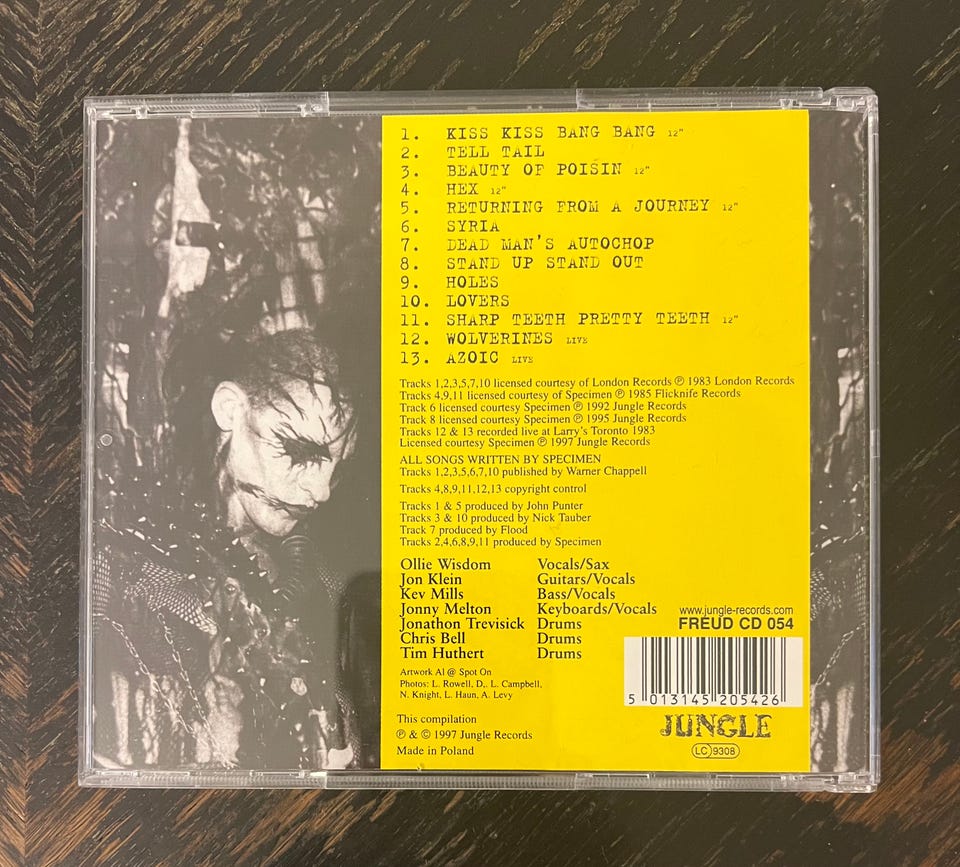 1. KISS KISS BANG BANG 12"
2. TELL TAIL
3. BEAUTY OF POISIN 12"
4. HEX 12"
5. RETURNING FROM A JOURNEY 12"
6. SYRIA
7. DEAD MAN'S AUTOCHOP
8. STAND UP STAND OUT
9. HOLES
10. LOVERS
11. SHARP TEETH PRETTY TEETH 12"
12. WOLVERINES LIVE
13. AZOIC LIVE
Tracks 1,2,3,5,7,10 licensed courtesy of London Records ℗ 1983 London Records
Tracks 4,9,11 licensed courtesy of Specimen ℗ 1985 Flicknife Records
Track 6 licensed courtesy Specimen ℗ 1992 Jungle Records
Track 8 licensed courtesy Specimen ℗ 1995 Jungle Records
Tracks 12 & 13 recorded live at Larry's Toronto 1983
Licensed courtesy Specimen ℗ 1997 Jungle Records
ALL SONGS WRITTEN BY SPECIMEN
Tracks 1,2,3,5,6,7,10 published by Warner Chappell
Tracks 4,8,9,11,12,13 copyright control
Tracks 1 & 5 produced by John Punter
Tracks 3 & 10 produced by Nick Tauber
Track 7 produced by Flood
Tracks 2,4,6,8,9,11 produced by Specimen
Ollie Wisdom Vocals/Sax
Jon Klein Guitars/Vocals
Kev Mills Bass/Vocals
Jonny Melton Keyboards/Vocals
Jonathon Trevisick Drums
Chris Bell Drums
Tim Huthert Drums
www.jungle-records.com
FREUD CD 054
5 013145 205426
Artwork Al @ Spot On
Photos: L. Rowell, D,. L. Campbell,
N. Knight, L. Haun, A. Levy
This compilation
℗ & © 1997 Jungle Records
Made in Poland
JUNGLE
LC 9308